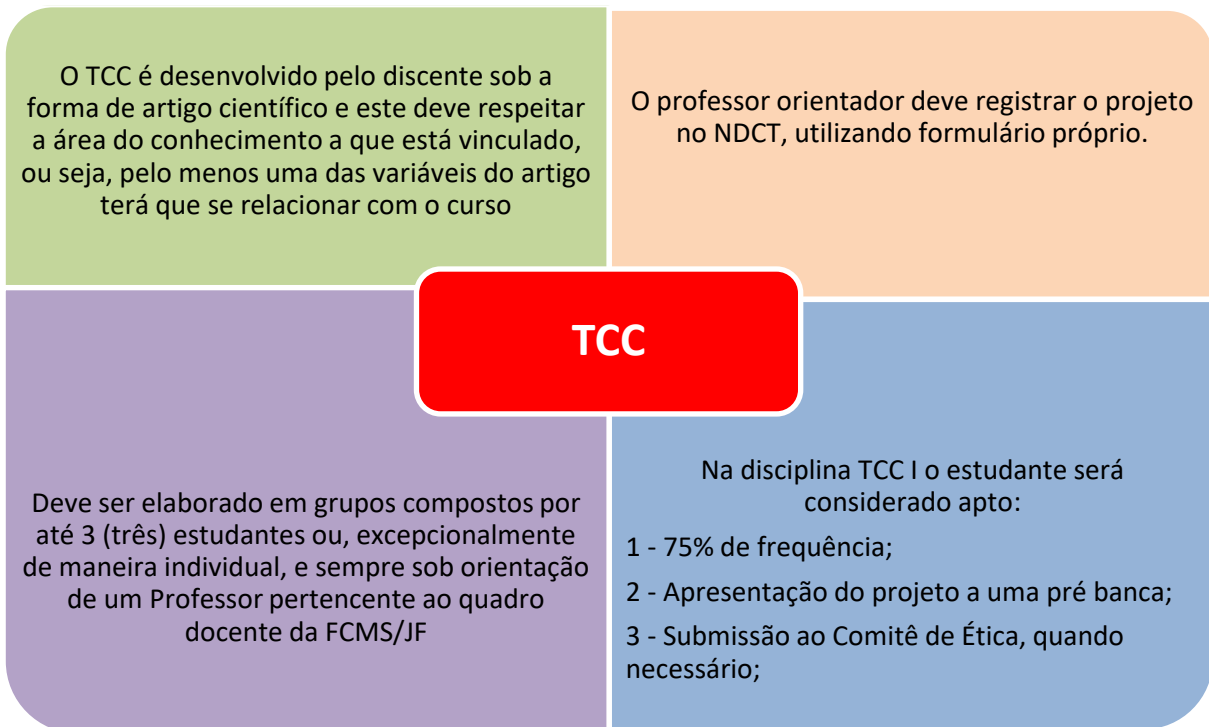 O TCC é desenvolvido pelo discente sob a
forma de artigo científico e este deve respeitar
a área do conhecimento a que está vinculado,
ou seja, pelo menos uma das variáveis do artigo
terá que se relacionar com o curso
O professor orientador deve registrar o projeto
no NDCT, utilizando formulário próprio.
TCC
Deve ser elaborado em grupos compostos por
até 3 (três) estudantes ou, excepcionalmente
de maneira individual, e sempre sob orientação
de um Professor pertencente ao quadro
docente da FCMS/JF
Na disciplina TCC I o estudante será
considerado apto:
1 - 75% de frequência;
2 - Apresentação do projeto a uma pré banca;
3 - Submissão ao Comitê de Ética, quando
necessário;